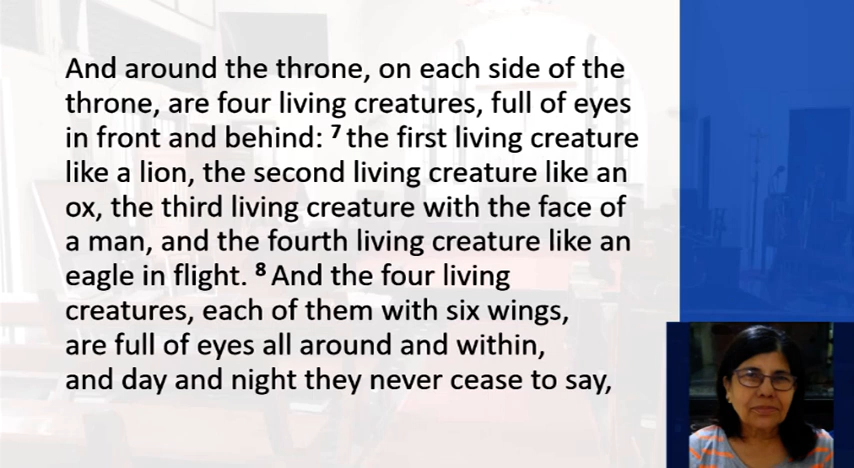 And around the throne, on each side of the
throne, are four living creatures, full of eyes
in front and behind: ⁷ the first living creature
like a lion, the second living creature like an
ox, the third living creature with the face of
a man, and the fourth living creature like an
eagle in flight. ⁸ And the four living
creatures, each of them with six wings,
are full of eyes all around and within,
and day and night they never cease to say,